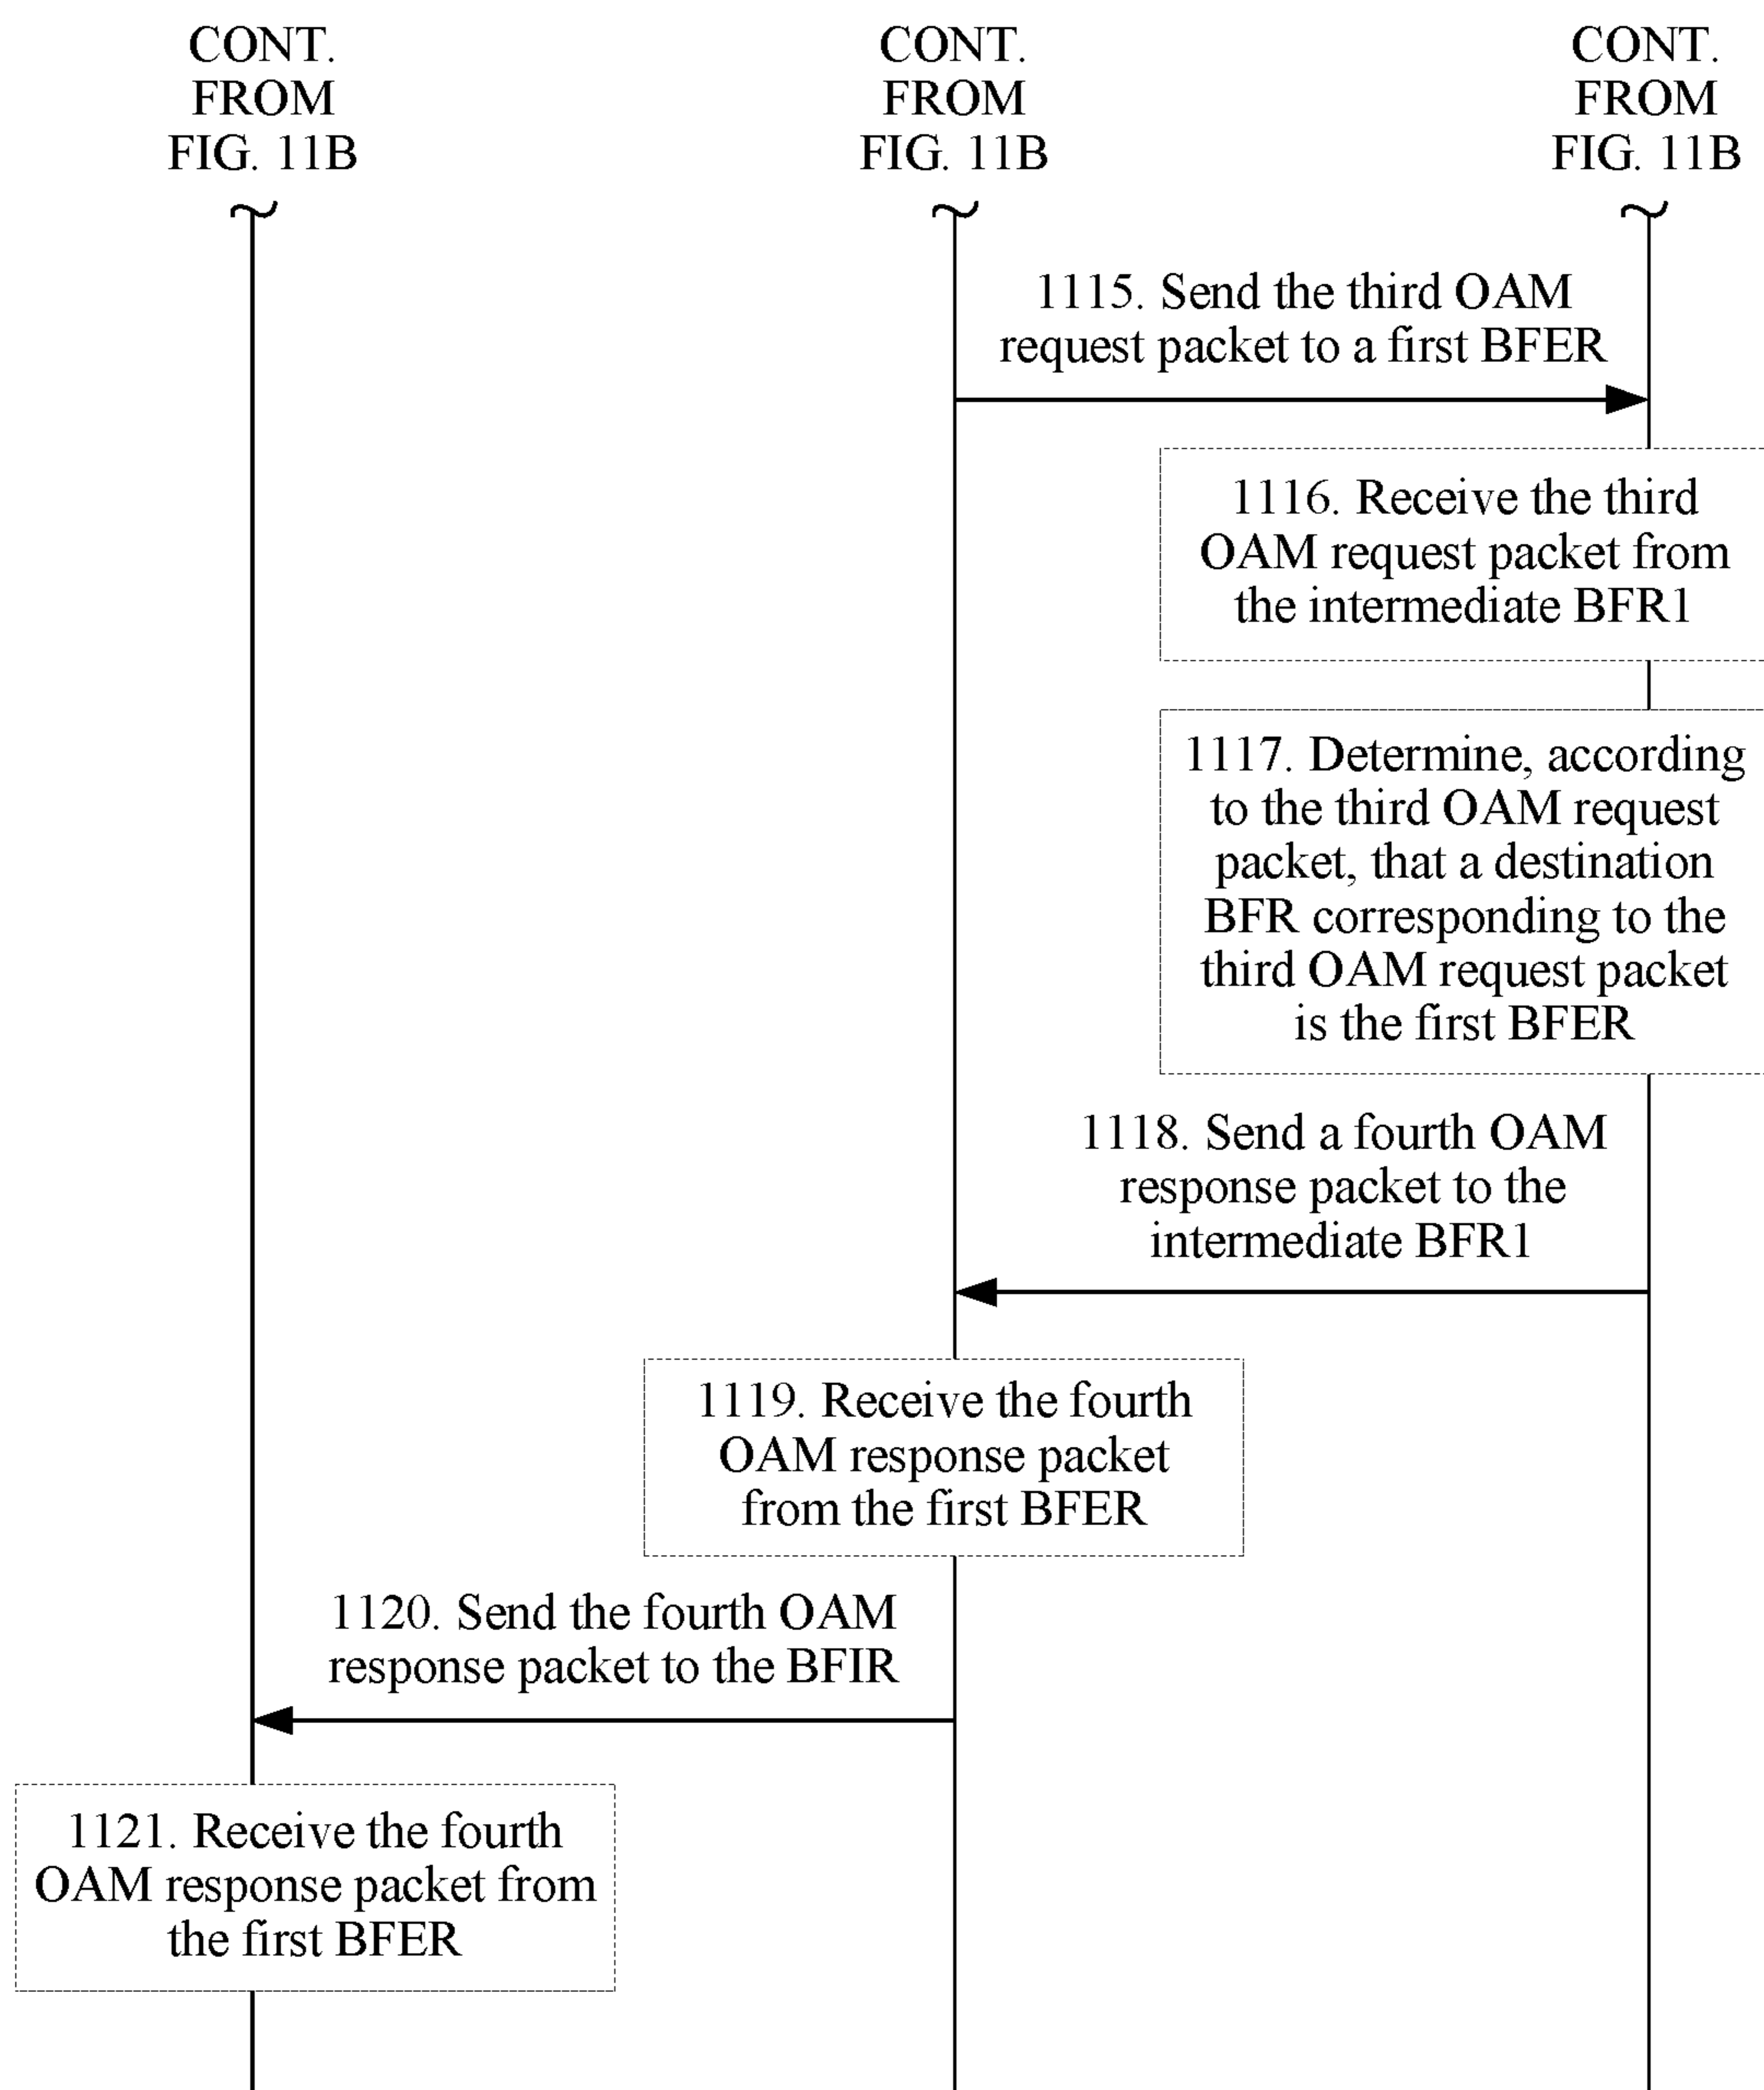 CONT.
FROM
FIG. 11B
CONT.
FROM
FIG. 11B
CONT.
FROM
FIG. 11B
1115. Send the third OAM
request packet to a first BFER
1116. Receive the third
OAM request packet from
the intermediate BFR1
1117. Determine, according
to the third OAM request
packet, that a destination
BFR corresponding to the
third OAM request packet
is the first BFER
1118. Send a fourth OAM
response packet to the
intermediate BFR1
1119. Receive the fourth
OAM response packet
from the first BFER
1120. Send the fourth OAM
response packet to the BFIR
1121. Receive the fourth
OAM response packet from
the first BFER